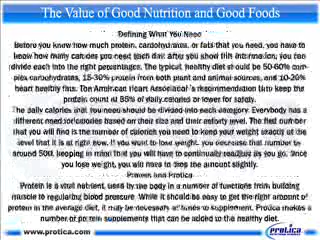 The Value of Good Nutrition and Good Foods
Defining What You Need
Before you know how much protein, carbohydrates, or fats that you need, you have to
know how many calories you need each day. After you know this information, you can
divide each into the right percentages. The typical, healthy diet should be 50-60% com-
plex carbohydrates, 15-30% protein from both plant and animal sources, and 10-20%
heart healthy fats. The American Heart Association's recommendation is to keep the
protein count at 35% of daily calories or lower for safety.
The daily calories that you need should be divided into each category. Everybody has a
different need for calories based on their size and their activity level. The first number
that you will find is the number of calories you need to keep your weight exactly at the
level that it is at right now. If you want to lose weight, you decrease that number by
around 500, keeping in mind that you will have to continually readjust as you go. Since
you lose weight, you will need to drop the amount slightly.
Protein and Protica
Protein is a vital nutrient, used by the body in a number of functions from building
muscle to regulating blood pressure. While it should be easy to get the right amount of
protein in the average diet, it may be necessary at times to supplement. Protica makes a
number of protein supplements that can be added to the healthy diet.
www.protica.com
protica